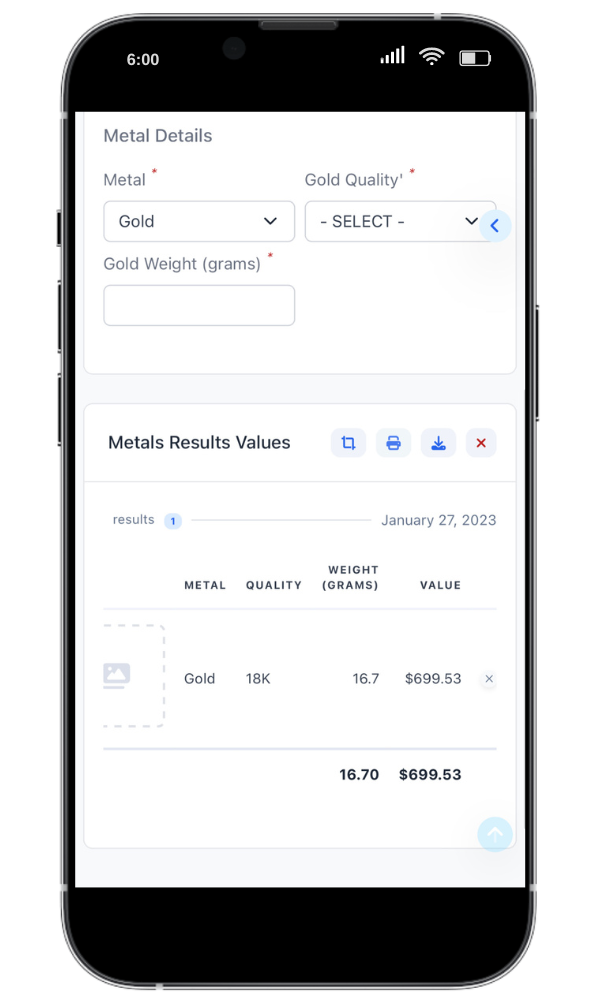 6:00
Metal Details
Metal *
Gold Quality' *
Gold
- SELECT -
Gold Weight (grams) *
Metals Results Values
results 1 January 27, 2023
METAL QUALITY WEIGHT (GRAMS) VALUE
Gold 18K 16.7 $699.53
16.70 $699.53